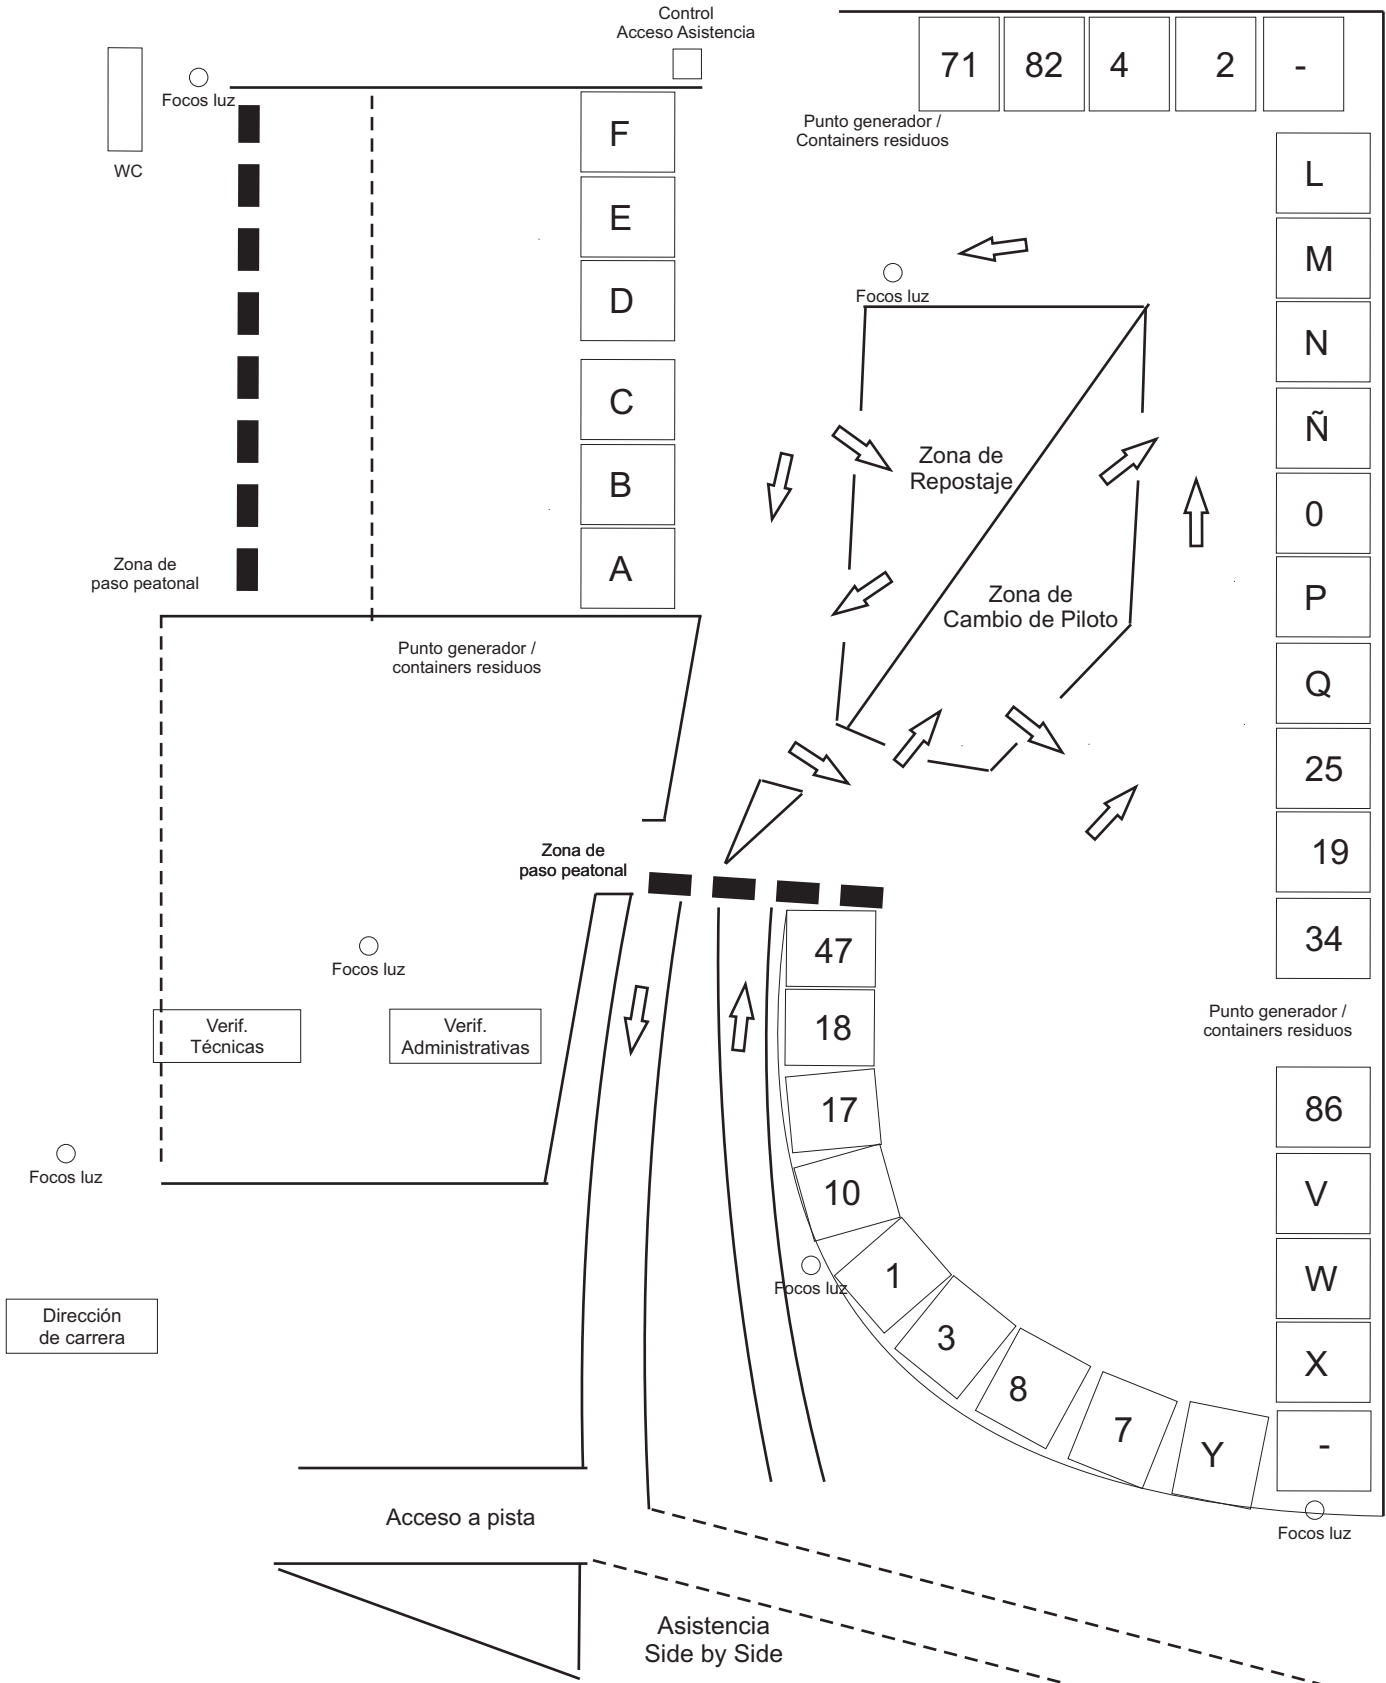 Control
Acceso Asistencia
71
82
4
2
-
Focos luz
WC
Punto generador /
Containers residuos
F
E
D
C
B
A
L
M
N
Ñ
0
P
Q
25
19
34
Focos luz
Zona de
Repostaje
Zona de
Cambio de Piloto
Zona de
paso peatonal
Punto generador /
containers residuos
Zona de
paso peatonal
Focos luz
Verif.
Técnicas
Verif.
Administrativas
Focos luz
Punto generador /
containers residuos
47
18
17
10
1
3
8
7
Y
86
V
W
X
-
Focos luz
Dirección
de carrera
Acceso a pista
Focos luz
Asistencia
Side by Side